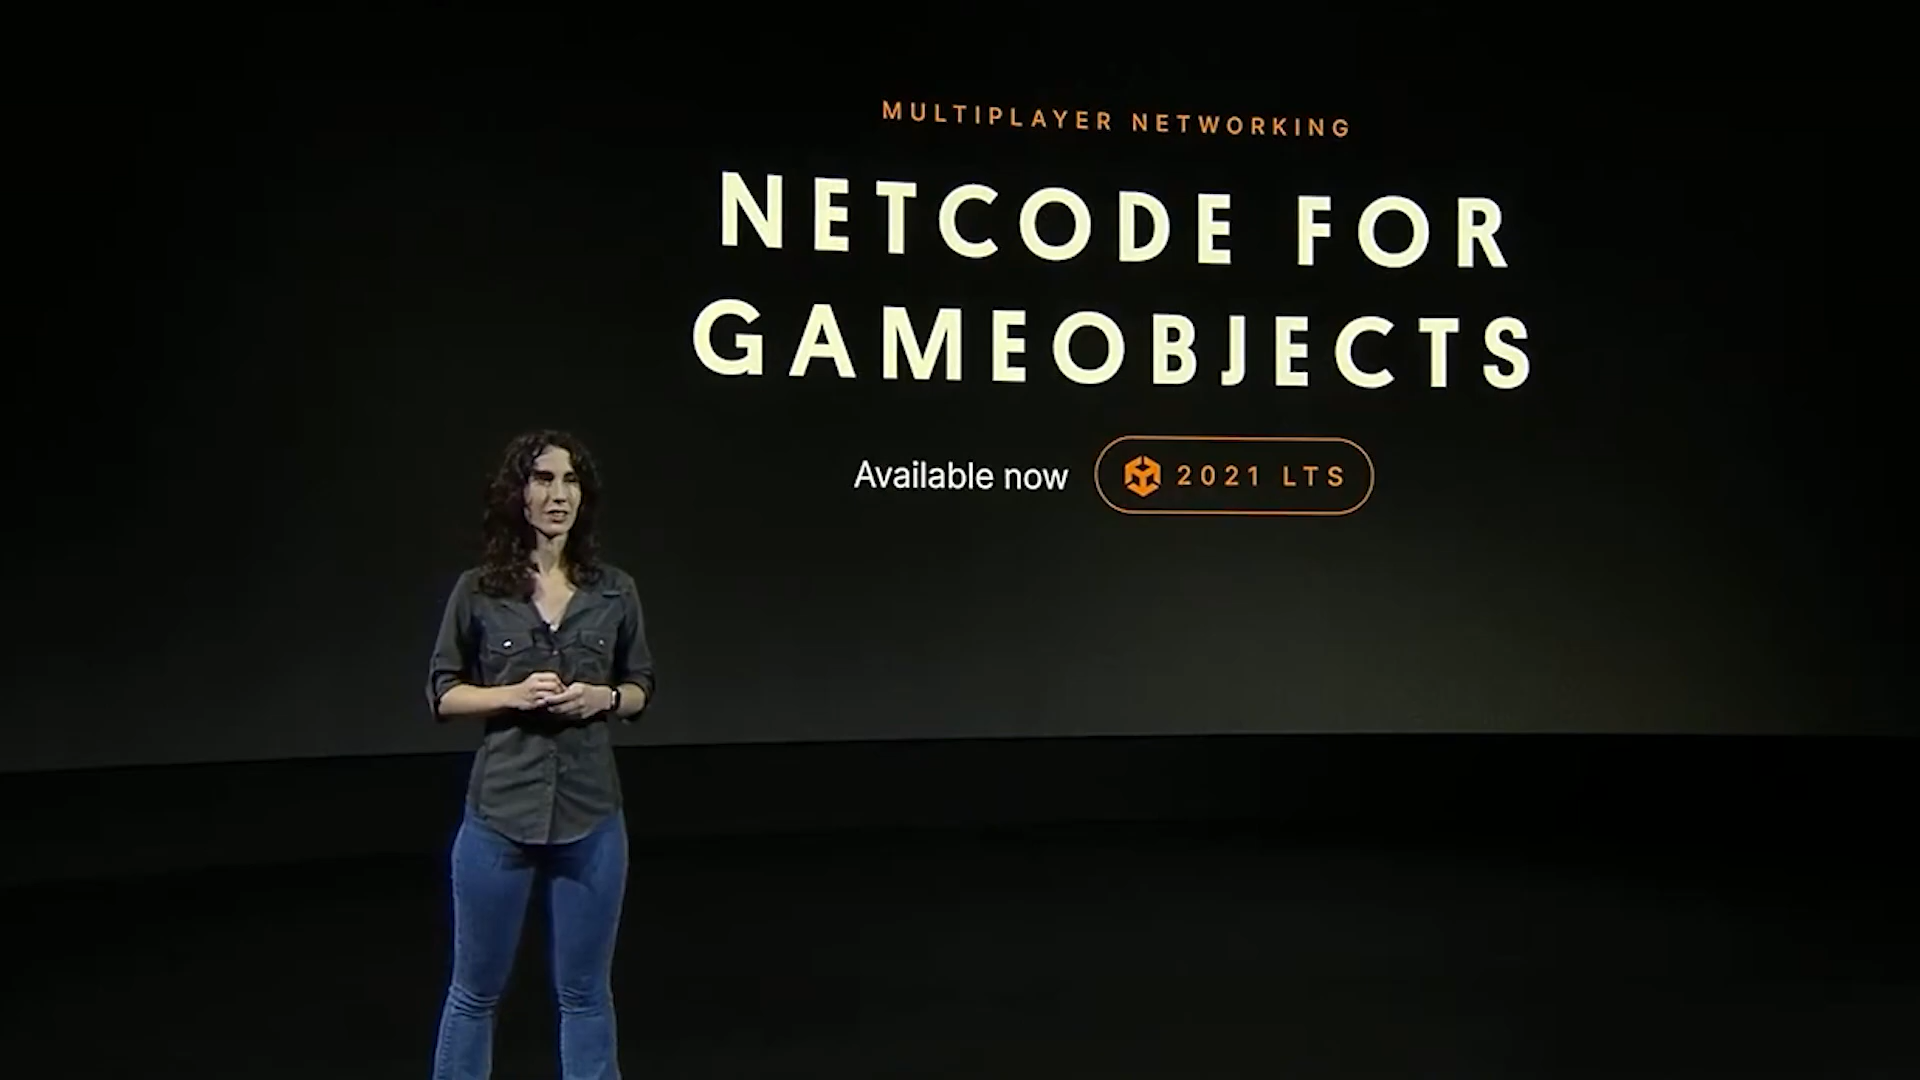 MULTIPLAYER NETWORKING
NETCODE FOR
GAMEOBJECTS
Available now
2021 LTS